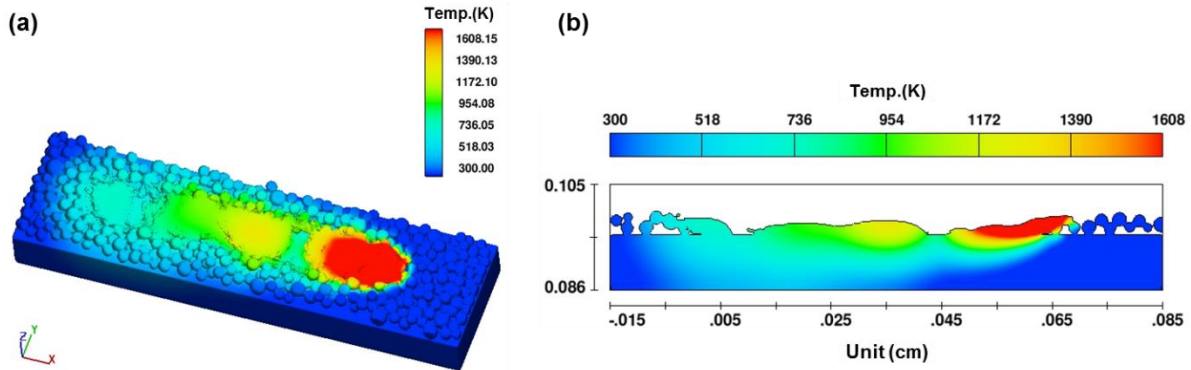 (a)
Temp.(K)
1608.15
1390.13
1172.10
954.08
736.05
518.03
300.00
Z Y X
(b)
Temp.(K)
300 518 736 954 1172 1390 1608
0.105
0.086
-.015 .005 .025 .045 .065 .085
Unit (cm)